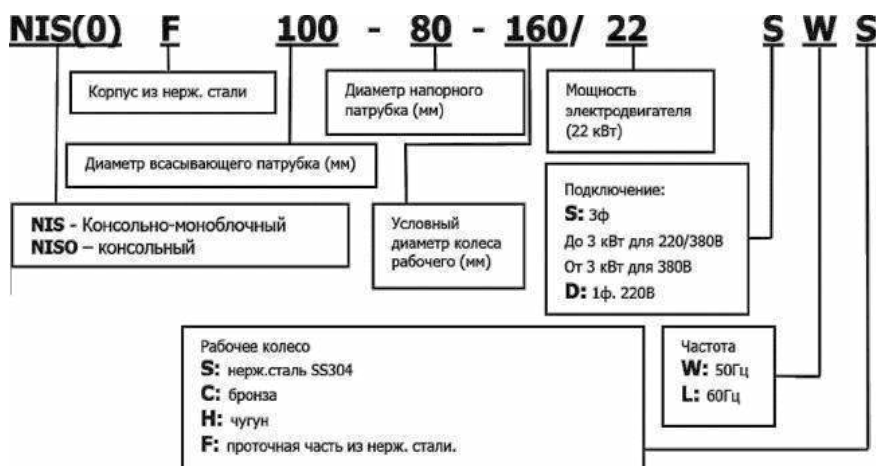 NIS(0) F 100 - 80 - 160/ 22 S W S
Корпус из нерж. стали
Диаметр напорного
патрубка (мм)
Мощность
электродвигателя
(22 кВт)
Диаметр всасывающего патрубка (мм)
NIS - Консольно-моноблочный
NISO – консольный
Условный
диаметр колеса
рабочего (мм)
Подключение:
S: 3ф
До 3 кВт для 220/380В
От 3 кВт для 380В
D: 1ф. 220В
Рабочее колесо
S: нерж.сталь SS304
C: бронза
H: чугун
F: проточная часть из нерж. стали.
Частота
W: 50Гц
L: 60Гц